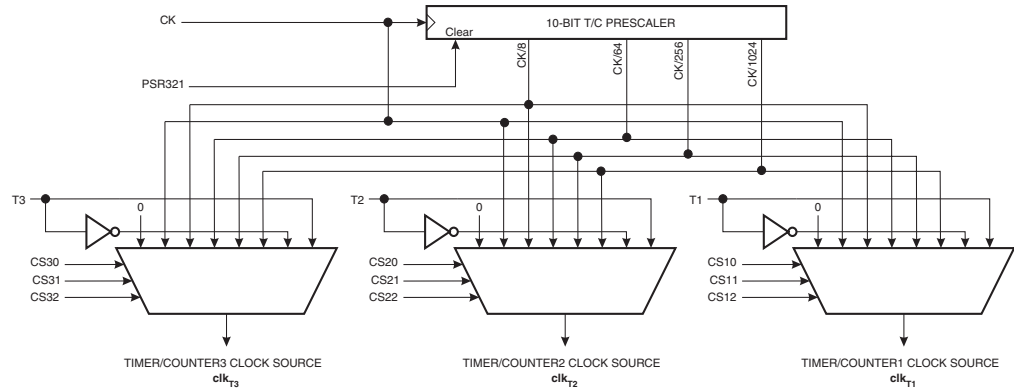 CK
10-BIT T/C PRESCALER
Clear
CK/8
CK/64
CK/256
CK/1024
PSR321
T3
0
T2
0
T1
0
CS30
CS31
CS32
CS20
CS21
CS22
CS10
CS11
CS12
TIMER/COUNTER3 CLOCK SOURCE
clkT3
TIMER/COUNTER2 CLOCK SOURCE
clkT2
TIMER/COUNTER1 CLOCK SOURCE
clkT1